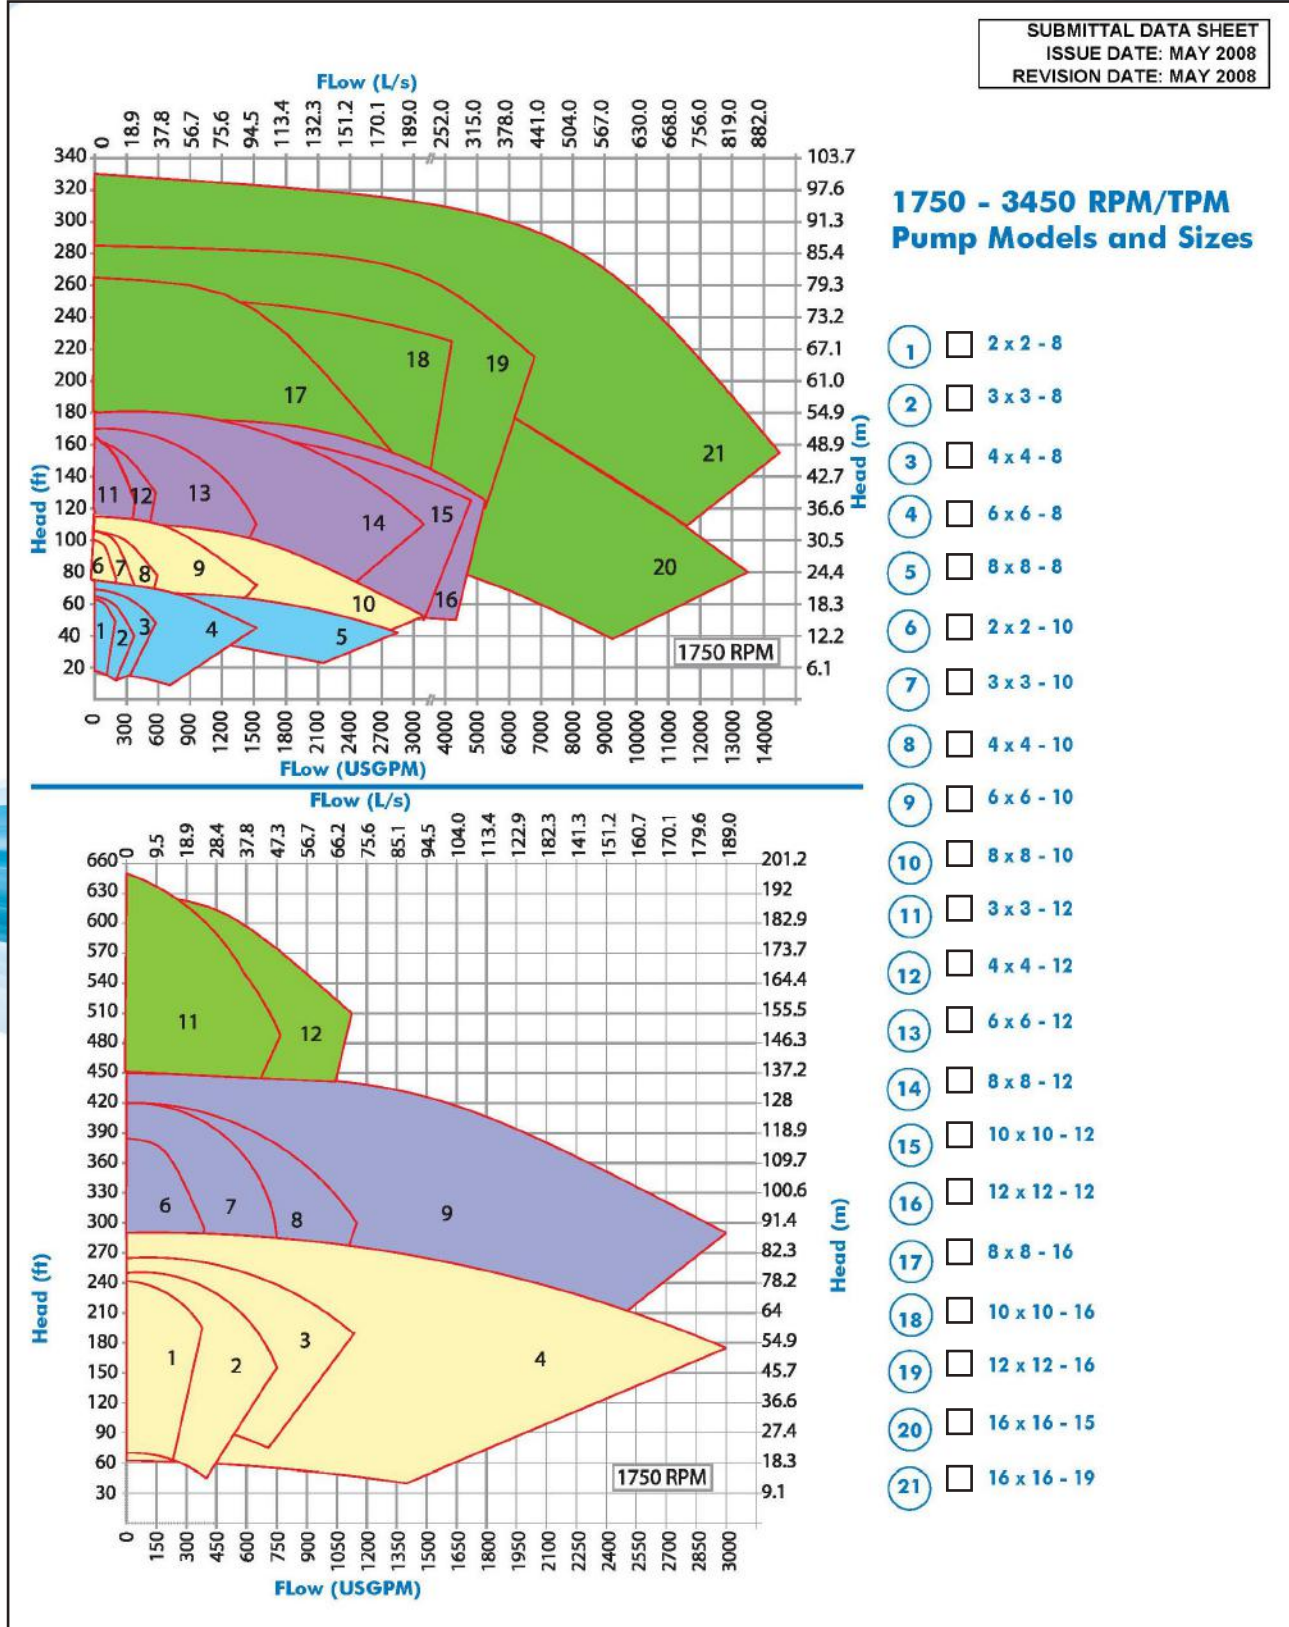 SUBMITTAL DATA SHEET
ISSUE DATE: MAY 2008
REVISION DATE: MAY 2008
FLow (L/s)
0 18.9 37.8 56.7 75.6 94.5 113.4 132.3 151.2 170.1 189.0 252.0 315.0 378.0 441.0 504.0 567.0 630.0 668.0 756.0 819.0 882.0
340 103.7
320 97.6
300 91.3
280 85.4
260 79.3
240 73.2
220 67.1
200 61.0
180 54.9
160 48.9
140 42.7
120 36.6
100 30.5
80 24.4
60 18.3
40 12.2
20 6.1
Head (ft)
Head (m)
18 19
17
21
11 12 13
14 15
20
6 7 8 9
10 16
1 2 3 4 5
1750 RPM
0 300 600 900 1200 1500 1800 2100 2400 2700 3000 4000 5000 6000 7000 8000 9000 10000 11000 12000 13000 14000
FLow (USGPM)
FLow (L/s)
0 9.5 18.9 28.4 37.8 47.3 56.7 66.2 75.6 85.1 94.5 104.0 113.4 122.9 182.3 141.3 151.2 160.7 170.1 179.6 189.0
660 201.2
630 192
600 182.9
570 173.7
540 164.4
510 155.5
480 146.3
450 137.2
420 128
390 118.9
360 109.7
330 100.6
300 91.4
270 82.3
240 78.2
210 64
180 54.9
150 45.7
120 36.6
90 27.4
60 18.3
30 9.1
Head (ft)
Head (m)
11 12
6 7 8 9
1 2 3 4
1750 RPM
0 150 300 450 600 750 900 1050 1200 1350 1500 1650 1800 1950 2100 2250 2400 2550 2700 2850 3000
FLow (USGPM)
1750 - 3450 RPM/TPM
Pump Models and Sizes
1 2 x 2 - 8
2 3 x 3 - 8
3 4 x 4 - 8
4 6 x 6 - 8
5 8 x 8 - 8
6 2 x 2 - 10
7 3 x 3 - 10
8 4 x 4 - 10
9 6 x 6 - 10
10 8 x 8 - 10
11 3 x 3 - 12
12 4 x 4 - 12
13 6 x 6 - 12
14 8 x 8 - 12
15 10 x 10 - 12
16 12 x 12 - 12
17 8 x 8 - 16
18 10 x 10 - 16
19 12 x 12 - 16
20 16 x 16 - 15
21 16 x 16 - 19